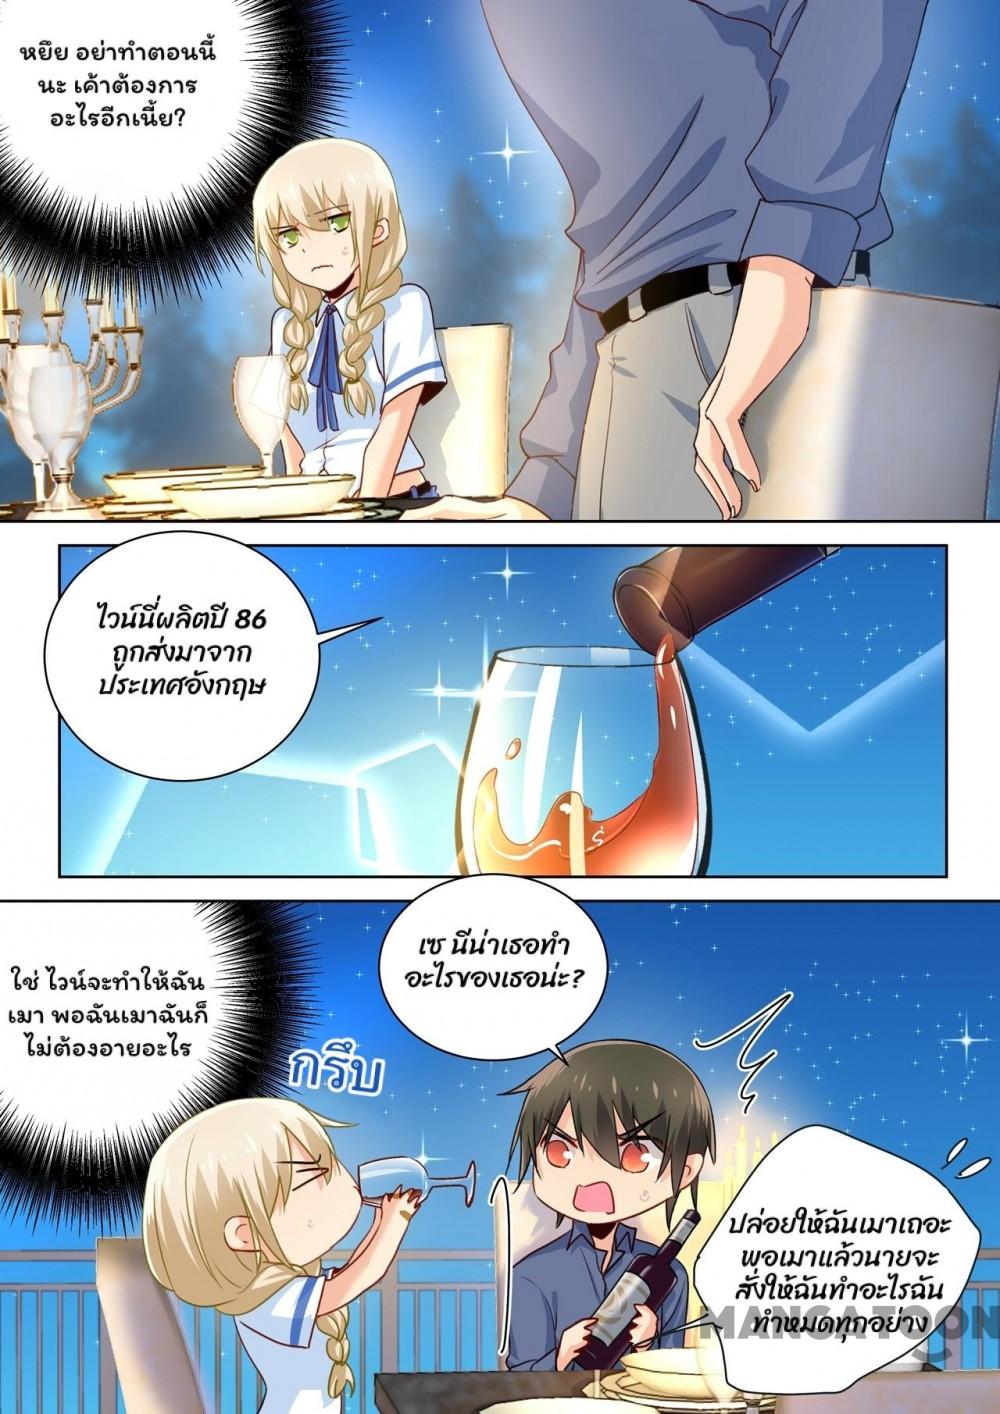 หยึย อย่าทำตอนนี้
นะ เค้าต้องการ
อะไรอีกเนี้ย?
ไวน์นี่ผลิตปี 86
ถูกส่งมาจาก
ประเทศอังกฤษ
เซ นีน่าเธอทำ
อะไรของเธอน่ะ?
ใช่ ไวน์จะทำให้ฉัน
เมา พอฉันเมาฉันก็
ไม่ต้องอายอะไร
กรึบ
ปล่อยให้ฉันเมาเถอะ
พอเมาแล้วนายจะ
สั่งให้ฉันทำอะไรฉัน
ทำหมดทุกอย่าง
MANGATOON